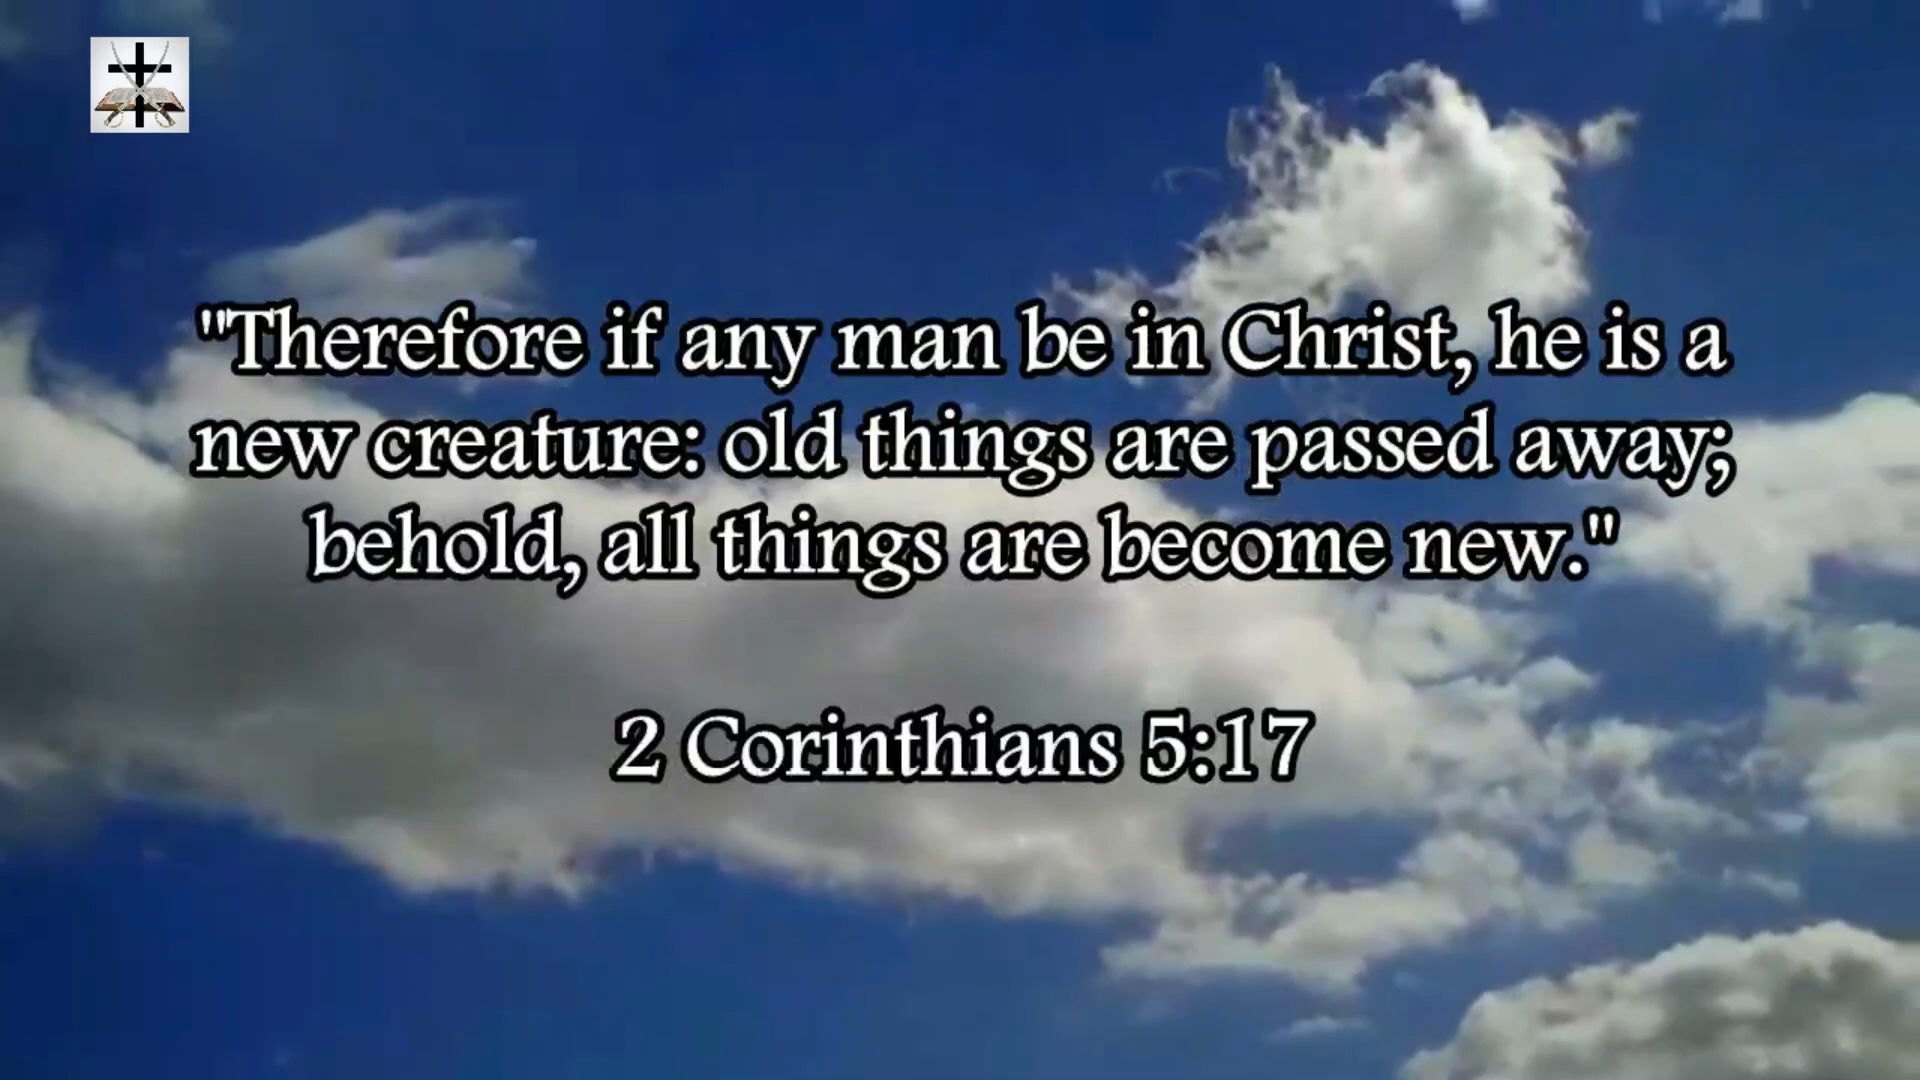 "Therefore if any man be in Christ, he is a
new creature: old things are passed away;
behold, all things are become new."
2 Corinthians 5:17